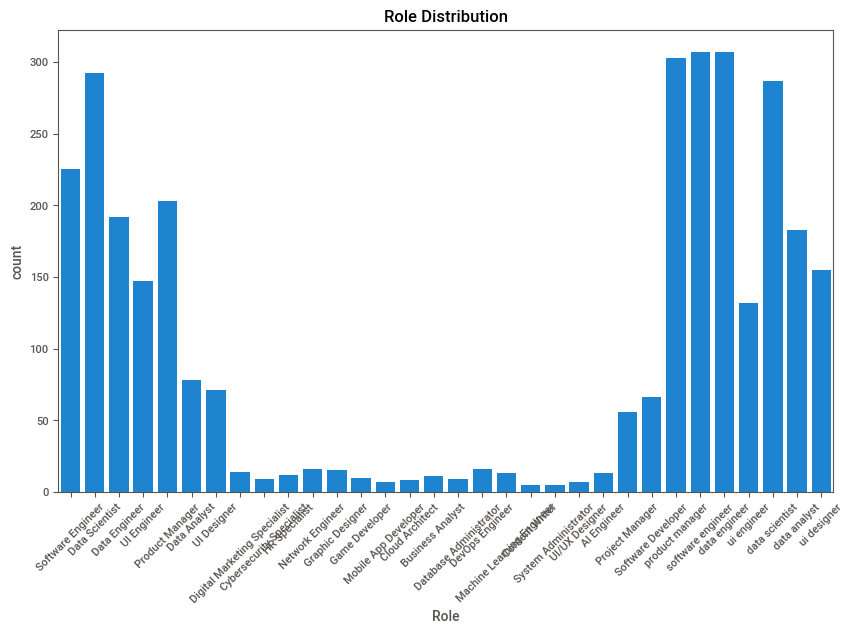 Role Distribution
300
250
200
150
100
50
0
count
Software Engineer
Data Scientist
Data Engineer
UI Engineer
Product Manager
Data Analyst
UI Designer
Digital Marketing Specialist
Cybersecurity Specialist
HR Specialist
Network Engineer
Graphic Designer
Game Developer
Mobile App Developer
Cloud Architect
Business Analyst
Database Administrator
DevOps Engineer
Machine Learning Engineer
Content Writer
System Administrator
UI/UX Designer
AI Engineer
Project Manager
Software Developer
product manager
software engineer
data engineer
ui engineer
data scientist
data analyst
ui designer
Role